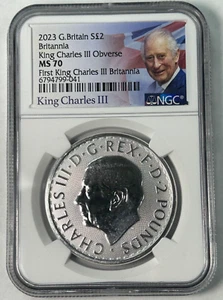 2023 G.Britain S£2
Britannia
King Charles III Obverse
MS 70
First King Charles III Britannia
6794799-041
NGC
King Charles III
CHARLES III·D·G·REX·F·D·2 POUNDS